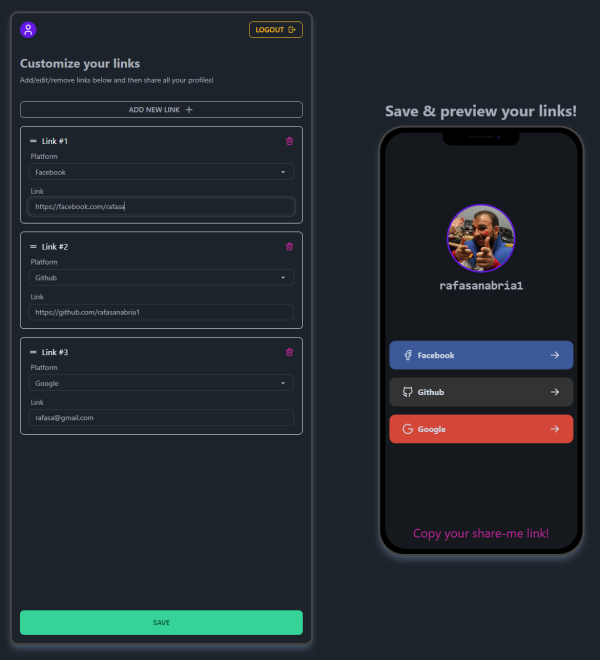 LOGOUT
Customize your links
Add/edit/remove links below and then share all your profiles!
ADD NEW LINK
Link #1
Platform
Facebook
Link
https://facebook.com/rafasa
Link #2
Platform
Github
Link
https://github.com/rafasanabria1
Link #3
Platform
Google
Link
rafasa@gmail.com
SAVE
Save & preview your links!
rafasanabria1
Facebook
Github
Google
Copy your share-me link!